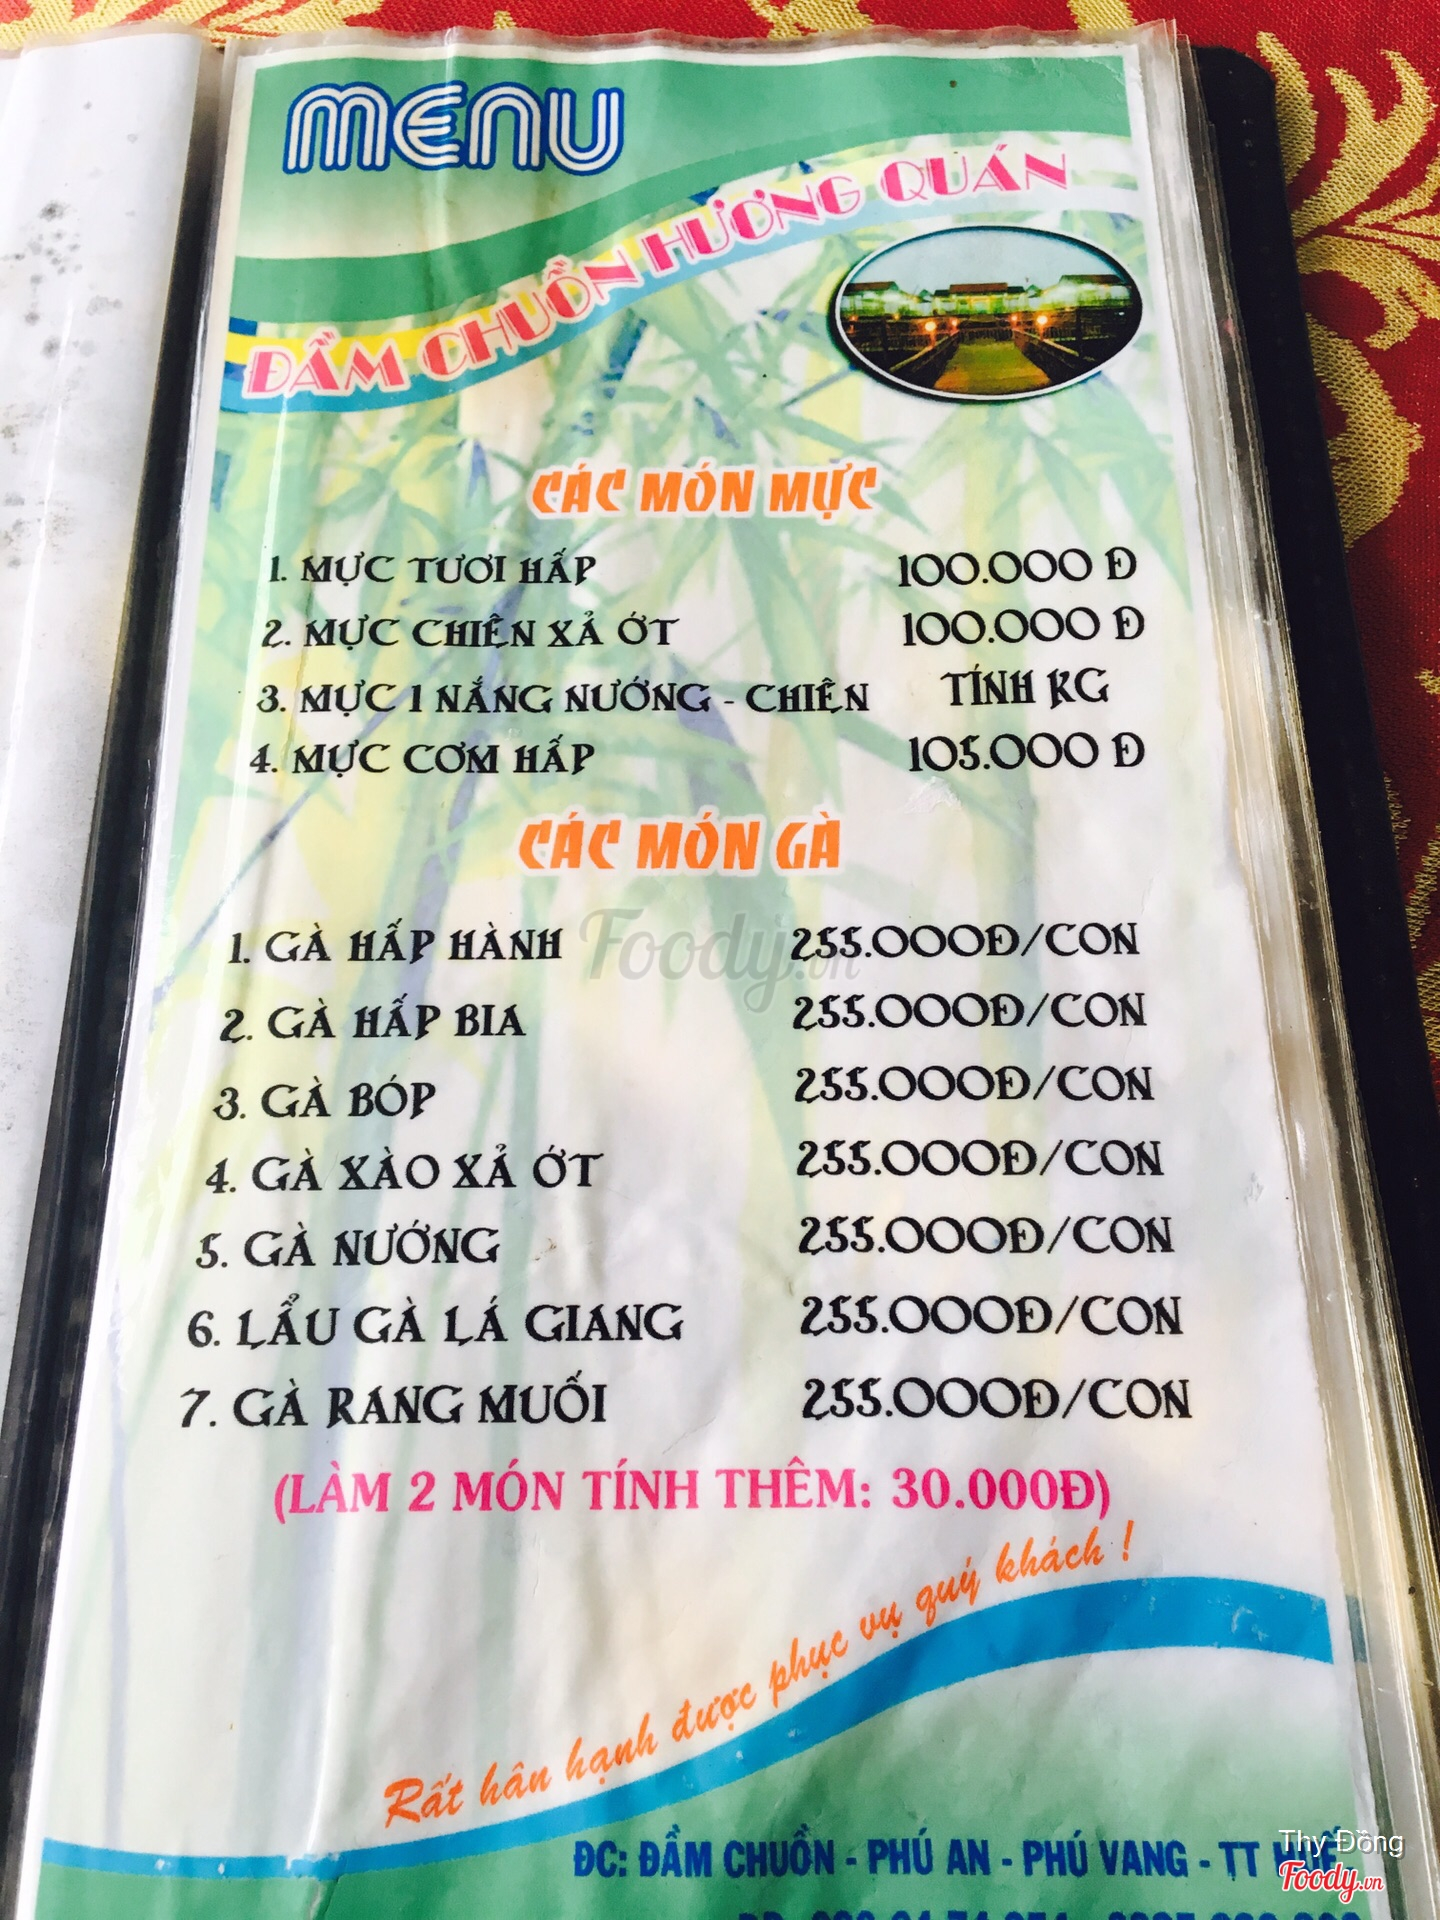 MENU
ĐẦM CHUỒN HƯƠNG QUÁN
CÁC MÓN MỰC
1. MỰC TƯƠI HẤP 100.000 Đ
2. MỰC CHIÊN XẢ ỚT 100.000 Đ
3. MỰC 1 NẮNG NƯỚNG - CHIÊN TÍNH KG
4. MỰC CƠM HẤP 105.000 Đ
CÁC MÓN GÀ
1. GÀ HẤP HÀNH 255.000Đ/CON
2. GÀ HẤP BIA 255.000Đ/CON
3. GÀ BÓP 255.000Đ/CON
4. GÀ XÀO XẢ ỚT 255.000Đ/CON
5. GÀ NƯỚNG 255.000Đ/CON
6. LẨU GÀ LÁ GIANG 255.000Đ/CON
7. GÀ RANG MUỐI 255.000Đ/CON
(LÀM 2 MÓN TÍNH THÊM: 30.000Đ)
Rất hân hạnh được phục vụ quý khách !
ĐC: ĐẦM CHUỒN - PHÚ AN - PHÚ VANG - TT HUẾ
Foody.vn
Thy Đồng
Foody.vn